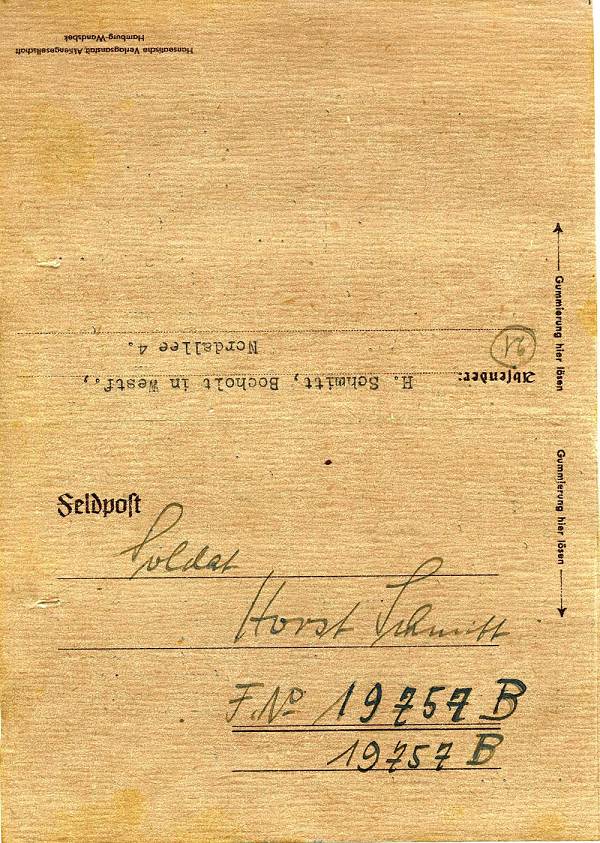 Hanseatische Verlagsanstalt Aktiengesellschaft
Hamburg-Wandsbek
Gummierung hier lösen
Absender: H. Schmitt, Bocholt in Westf.,
21
Nordallee 4.
Gummierung hier lösen
Feldpost
Soldat
Horst Schmitt
F. No 19757 B
19757 B